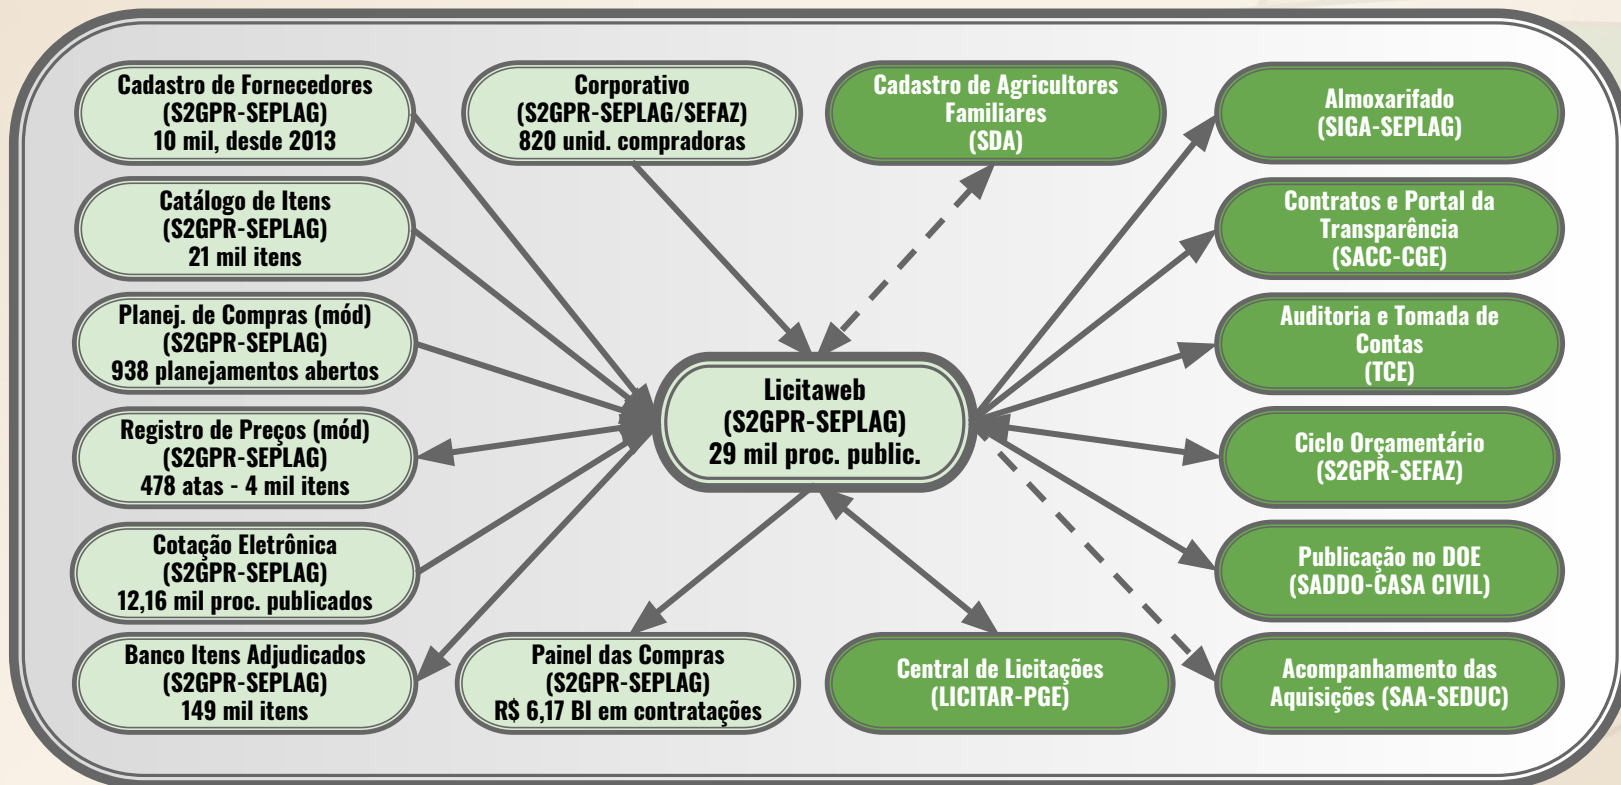 Cadastro de Fornecedores
(S2GPR-SEPLAG)
10 mil, desde 2013
Corporativo
(S2GPR-SEPLAG/SEFAZ)
820 unid. compradoras
Cadastro de Agricultores
Familiares
(SDA)
Almoxarifado
(SIGA-SEPLAG)
Catálogo de Itens
(S2GPR-SEPLAG)
21 mil itens
Contratos e Portal da
Transparência
(SACC-CGE)
Planej. de Compras (mód)
(S2GPR-SEPLAG)
938 planejamentos abertos
Auditoria e Tomada de
Contas
(TCE)
Licitaweb
(S2GPR-SEPLAG)
29 mil proc. public.
Registro de Preços (mód)
(S2GPR-SEPLAG)
478 atas - 4 mil itens
Ciclo Orçamentário
(S2GPR-SEFAZ)
Cotação Eletrônica
(S2GPR-SEPLAG)
12,16 mil proc. publicados
Publicação no DOE
(SADDO-CASA CIVIL)
Banco Itens Adjudicados
(S2GPR-SEPLAG)
149 mil itens
Painel das Compras
(S2GPR-SEPLAG)
R$ 6,17 BI em contratações
Central de Licitações
(LICITAR-PGE)
Acompanhamento das
Aquisições (SAA-SEDUC)